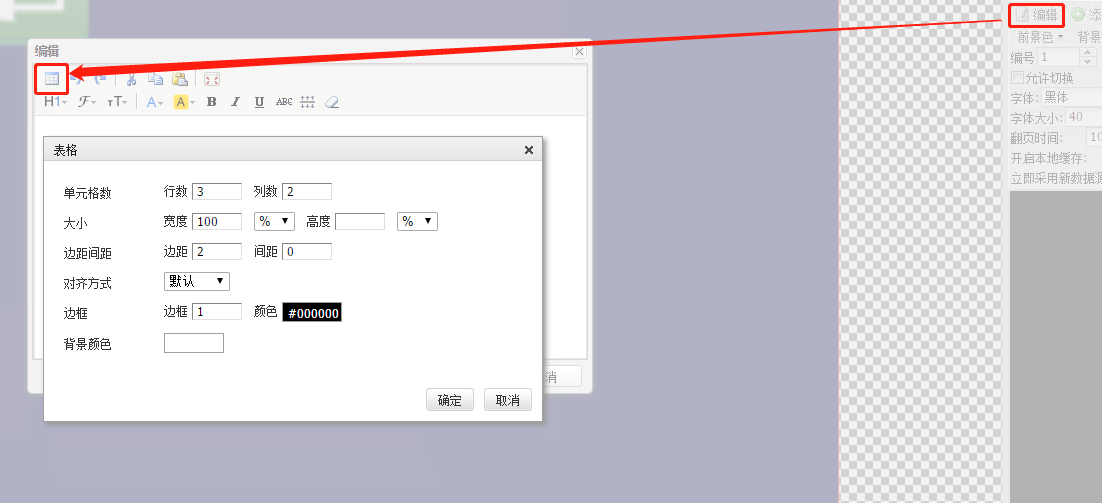 编辑
添
前景色
背景
编号 1
允许切换
字体: 黑体
字体大小: 40
翻页时间: 10
开启本地缓存:
立即采用新数据源
编辑
H1 F TT A A B I U ABC
表格
单元格数 行数 3 列数 2
大小 宽度 100 % 高度 %
边距间距 边距 2 间距 0
对齐方式 默认
边框 边框 1 颜色 #000000
背景颜色
确定 取消
消